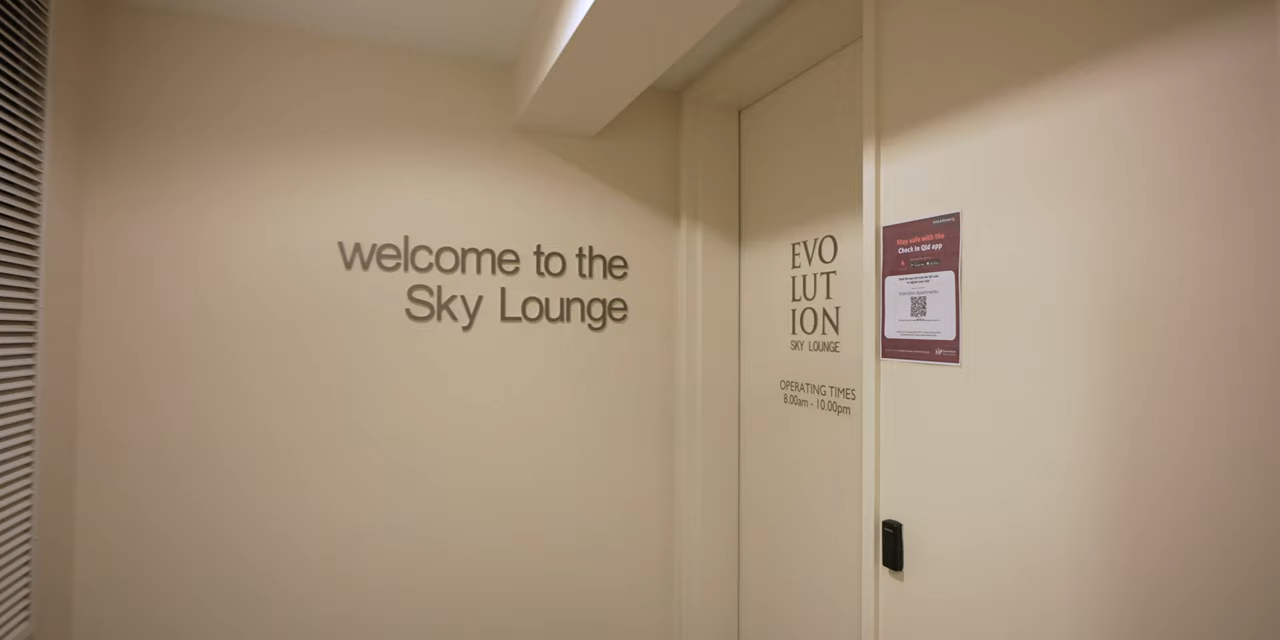 welcome to the
Sky Lounge
EVO
LUT
ION
SKY LOUNGE
OPERATING TIMES
8.00am - 10.00pm
Stay safe with the
Check In Qld app